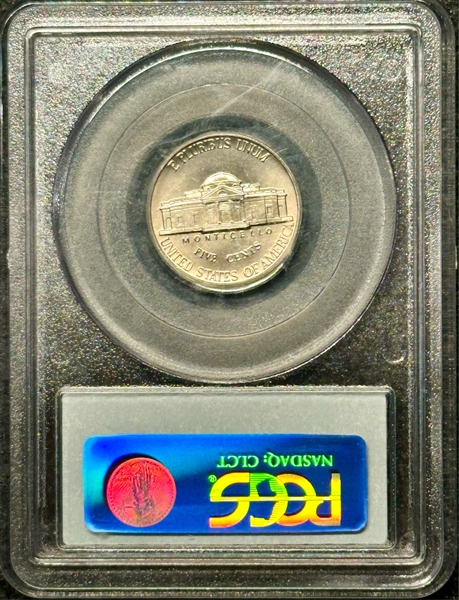 E PLURIBUS UNUM
MONTICELLO
FIVE CENTS
UNITED STATES OF AMERICA
NASDAQ: CLCT
PCGS®